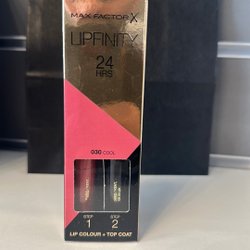 MAX FACTOR X
LIPFINITY
24
HRS
030 COOL
STEP STEP
1 2
LIP COLOUR + TOP COAT